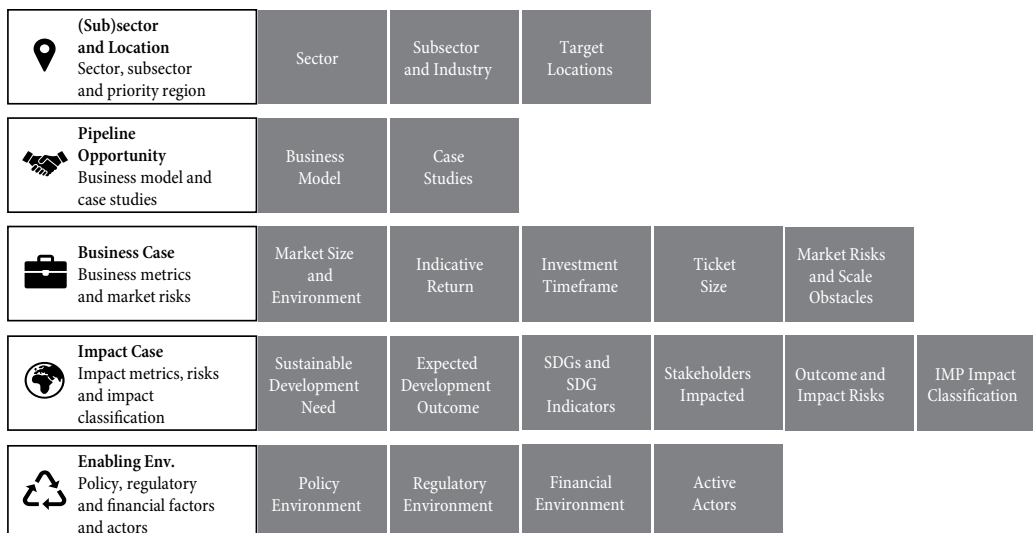 (Sub)sector
and Location
Sector, subsector
and priority region
Sector
Subsector
and Industry
Target
Locations
Pipeline
Opportunity
Business model and
case studies
Business
Model
Case
Studies
Business Case
Business metrics
and market risks
Market Size
and
Environment
Indicative
Return
Investment
Timeframe
Ticket
Size
Market Risks
and Scale
Obstacles
Impact Case
Impact metrics, risks
and impact
classification
Sustainable
Development
Need
Expected
Development
Outcome
SDGs and
SDG
Indicators
Stakeholders
Impacted
Outcome and
Impact Risks
IMP Impact
Classification
Enabling Env.
Policy, regulatory
and financial factors
and actors
Policy
Environment
Regulatory
Environment
Financial
Environment
Active
Actors